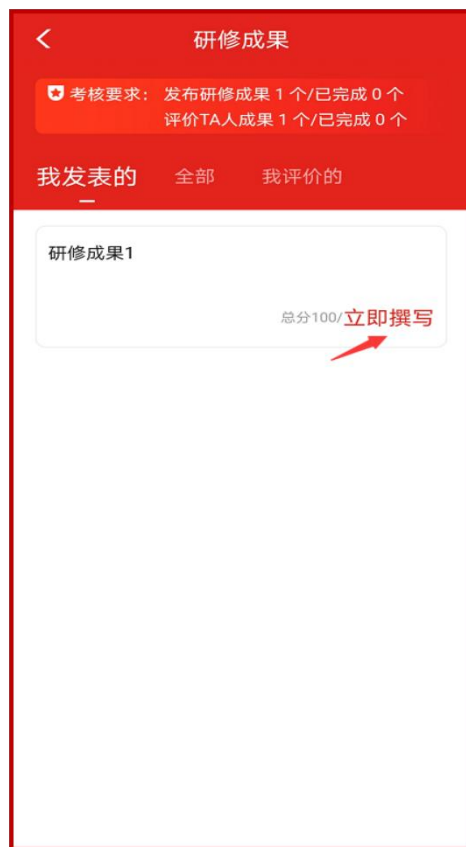 研修成果
考核要求： 发布研修成果 1 个/已完成 0 个
评价TA人成果 1 个/已完成 0 个
我发表的 全部 我评价的
研修成果1
总分100/立即撰写